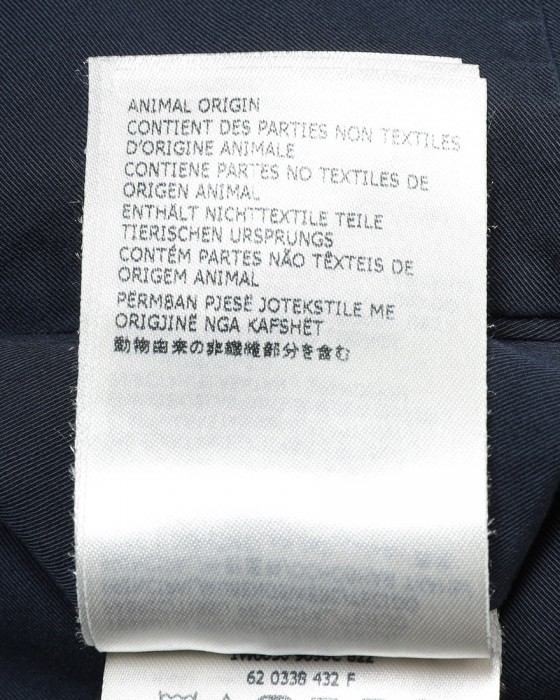 ANIMAL ORIGIN
CONTIENT DES PARTIES NON TEXTILES
D'ORIGINE ANIMALE
CONTIENE PARTES NO TEXTILES DE
ORIGEN ANIMAL
ENTHÄLT NICHTTEXTILE TEILE
TIERISCHEN URSPRUNGS
CONTÉM PARTES NÃO TÊXTEIS DE
ORIGEM ANIMAL
PERMBAN PJESË JOTEKSTILE ME
ORIGJINË NGA KAFSHËT
動物由来の非繊維部分を含む
62 0338 432 F